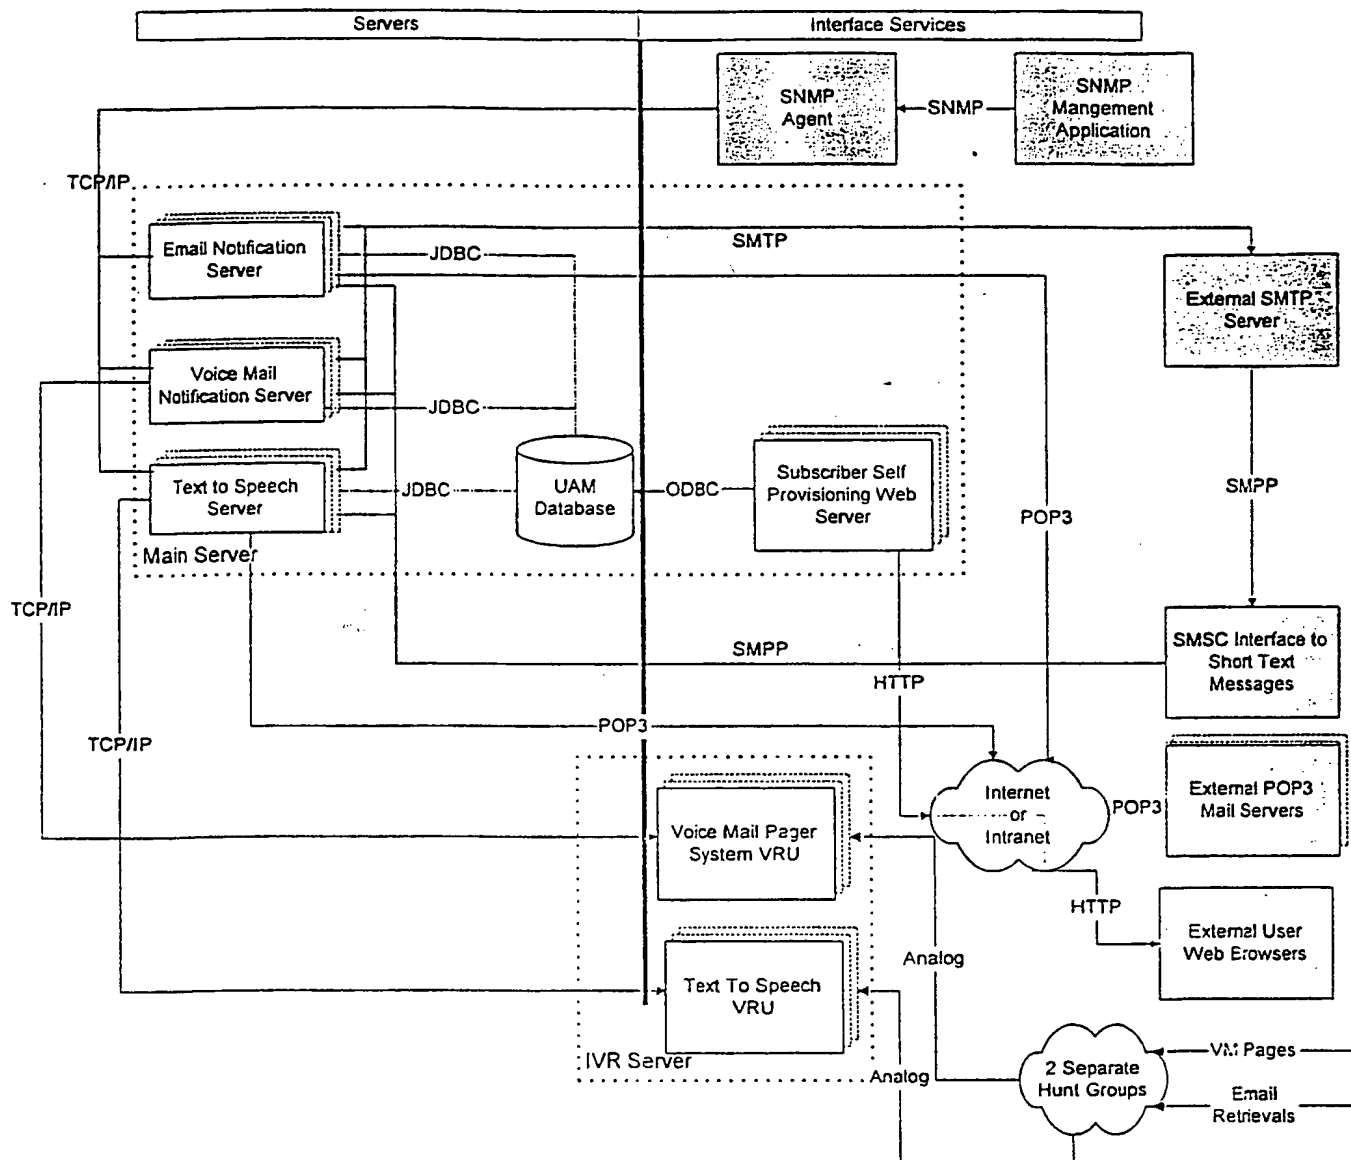 Servers
Interface Services
SNMP
Agent
SNMP
SNMP
Mangement
Application
TCP/IP
Email Notification
Server
JDBC
SMTP
External SMTP
Server
Voice Mail
Notification Server
JDBC
Text to Speech
Server
JDBC
UAM
Database
ODBC
Subscriber Self
Provisioning Web
Server
POP3
SMPP
Main Server
TCP/IP
SMPP
SMSC Interface to
Short Text
Messages
HTTP
POP3
TCP/IP
Voice Mail Pager
System VRU
Internet
or
Intranet
POP3
External POP3
Mail Servers
HTTP
External User
Web Erowsers
Analog
Text To Speech
VRU
IVR Server
Analog
2 Separate
Hunt Groups
VM Pages
Email
Retrievals